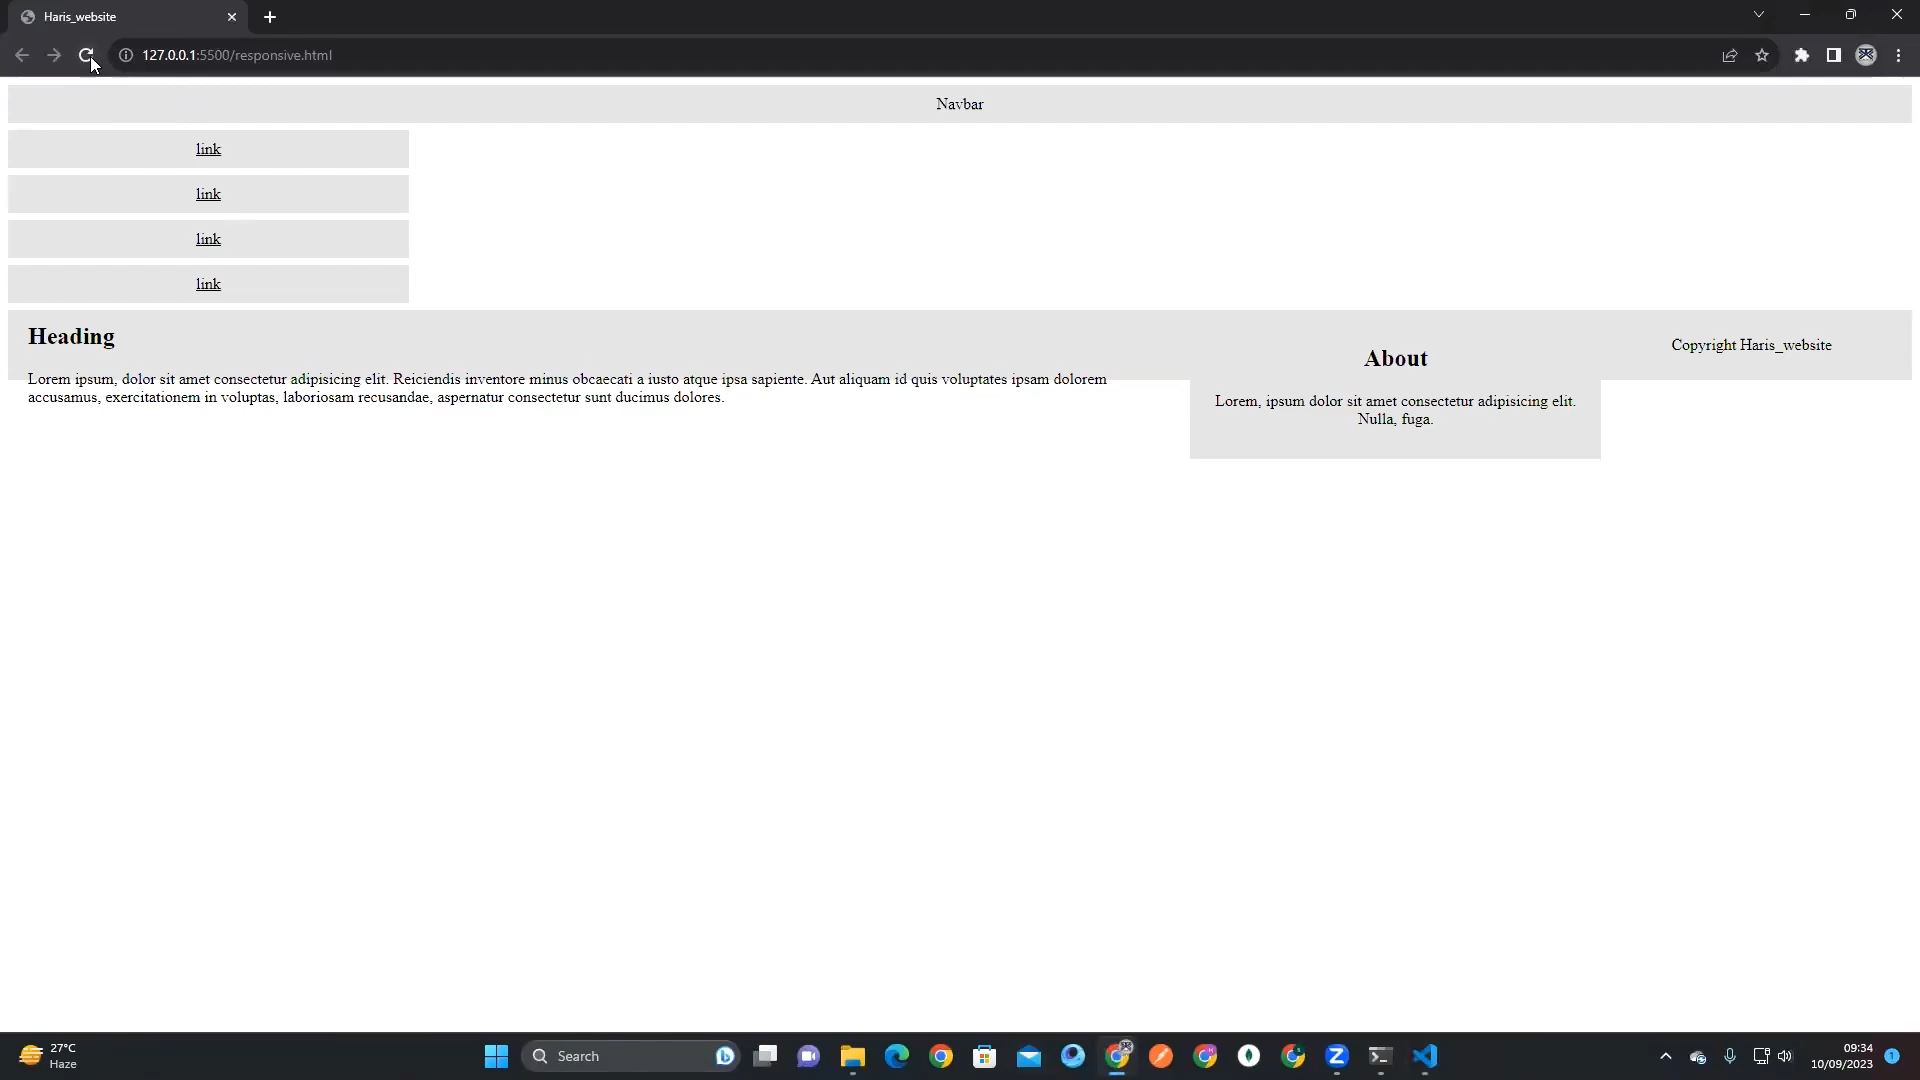 Haris_website
127.0.0.1:5500/responsive.html
Navbar
link
link
link
link
Heading
Lorem ipsum, dolor sit amet consectetur adipisicing elit. Reiciendis inventore minus obcaecati a iusto atque ipsa sapiente. Aut aliquam id quis voluptates ipsam dolorem
accusamus, exercitationem in voluptas, laboriosam recusandae, aspernatur consectetur sunt ducimus dolores.
About
Lorem, ipsum dolor sit amet consectetur adipisicing elit.
Nulla, fuga.
Copyright Haris_website
27°C
Haze
Search
09:34
10/09/2023
1